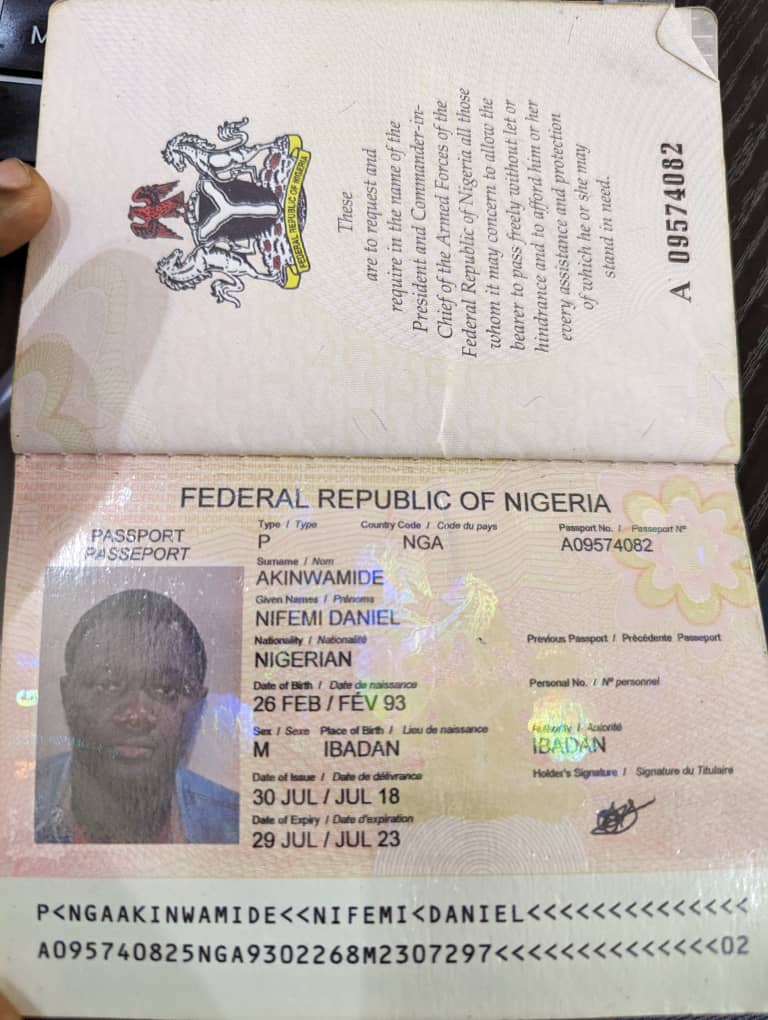 M
FEDERAL REPUBLIC OF NIGERIA
These
are to request and
require in the name of the
President and Commander-in-
Chief of the Armed Forces of the
Federal Republic of Nigeria all those
whom it may concern to allow the
bearer to pass freely without let or
hindrance and to afford him or her
every assistance and protection
of which he or she may
stand in need.
A 09574082
FEDERAL REPUBLIC OF NIGERIA
PASSPORT
PASSEPORT
Type / Type Country Code / Code du pays Passport No. / Passeport Nº
P NGA A09574082
Surname / Nom
AKINWAMIDE
Given Names / Prénoms
NIFEMI DANIEL
Nationality / Nationalité Previous Passport / Précédente Passeport
NIGERIAN
Date of Birth / Date de naissance Personal No. / Nº personnel
26 FEB / FÉV 93
Sex / Sexe Place of Birth / Lieu de naissance Authority / Autorité
M IBADAN IBADAN
Date of Issue / Date de délivrance Holder's Signature / Signature du Titulaire
30 JUL / JUL 18
Date of Expiry / Date d'expiration
29 JUL / JUL 23
P<NGAAKINWAMIDE<<NIFEMI<DANIEL<<<<<<<<<<<<<<
A095740825NGA9302268M2307297<<<<<<<<<<<<<<02